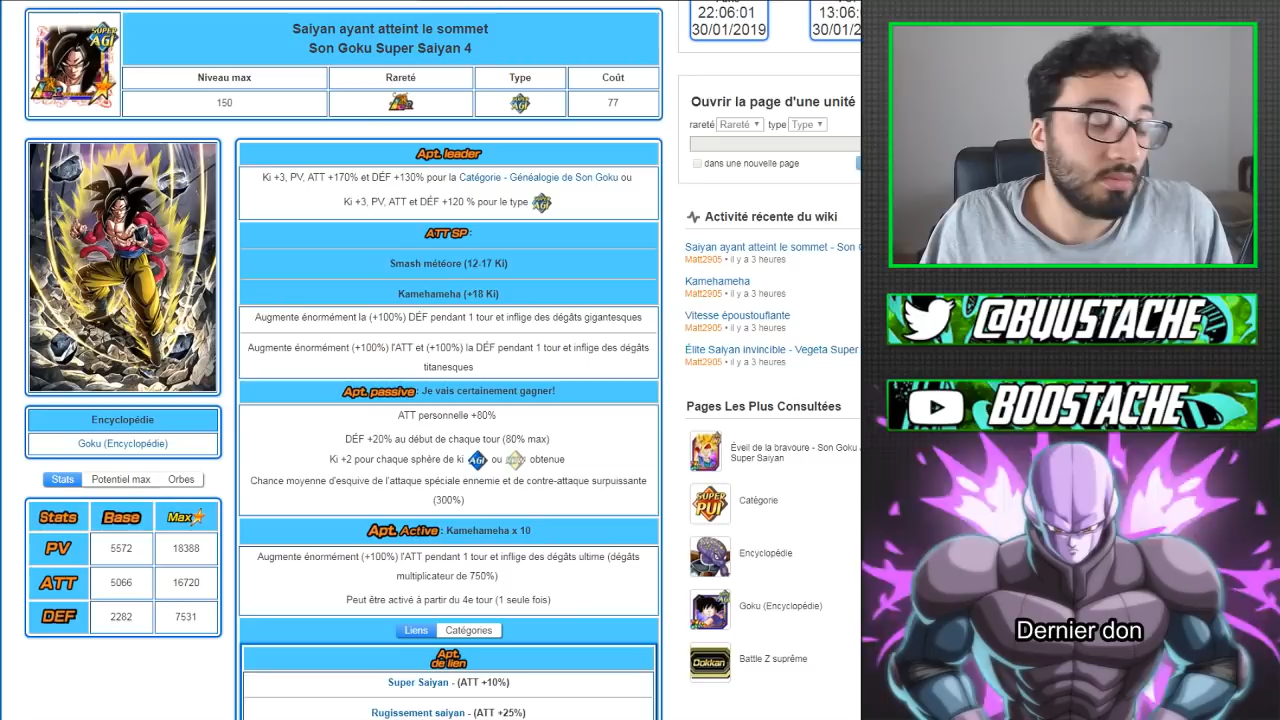 Saiyan ayant atteint le sommet
Son Goku Super Saiyan 4
SUPER AGI
Niveau max
Rareté
Type
Coût
150
77
Apt. leader
Ki +3, PV, ATT +170% et DÉF +130% pour la Catégorie - Généalogie de Son Goku ou
Ki +3, PV, ATT et DÉF +120 % pour le type
ATT SP:
Smash météore (12-17 Ki)
Kamehameha (+18 Ki)
Augmente énormément la (+100%) DÉF pendant 1 tour et inflige des dégâts gigantesques
Augmente énormément (+100%) l'ATT et (+100%) la DÉF pendant 1 tour et inflige des dégâts
titanesques
Apt. passive: Je vais certainement gagner!
ATT personnelle +80%
DÉF +20% au début de chaque tour (80% max)
Ki +2 pour chaque sphère de ki AGI ou obtenue
Chance moyenne d'esquive de l'attaque spéciale ennemie et de contre-attaque surpuissante
(300%)
Apt. Active: Kamehameha x 10
Augmente énormément (+100%) l'ATT pendant 1 tour et inflige des dégâts ultime (dégâts
multiplicateur de 750%)
Peut être activé à partir du 4e tour (1 seule fois)
Liens
Catégories
Apt.
de lien
Super Saiyan - (ATT +10%)
Rugissement saiyan - (ATT +25%)
Encyclopédie
Goku (Encyclopédie)
Stats
Potentiel max
Orbes
Stats
Base
Max
PV
5572
18388
ATT
5066
16720
DEF
2282
7531
22:06:01
30/01/2019
13:06:
30/01/2
Ouvrir la page d'une unité
rareté Rareté type Type
dans une nouvelle page
Activité récente du wiki
Saiyan ayant atteint le sommet - Son
Matt2905 • il y a 3 heures
Kamehameha
Matt2905 • il y a 3 heures
Vitesse époustouflante
Matt2905 • il y a 3 heures
Élite Saiyan invincible - Vegeta Super
Matt2905 • il y a 3 heures
Pages Les Plus Consultées
Éveil de la bravoure - Son Goku
Super Saiyan
SUPER PUI
Catégorie
Encyclopédie
Goku (Encyclopédie)
Dokkan
Battle Z suprême
@BUUSTACHE
BOOSTACHE
Dernier don